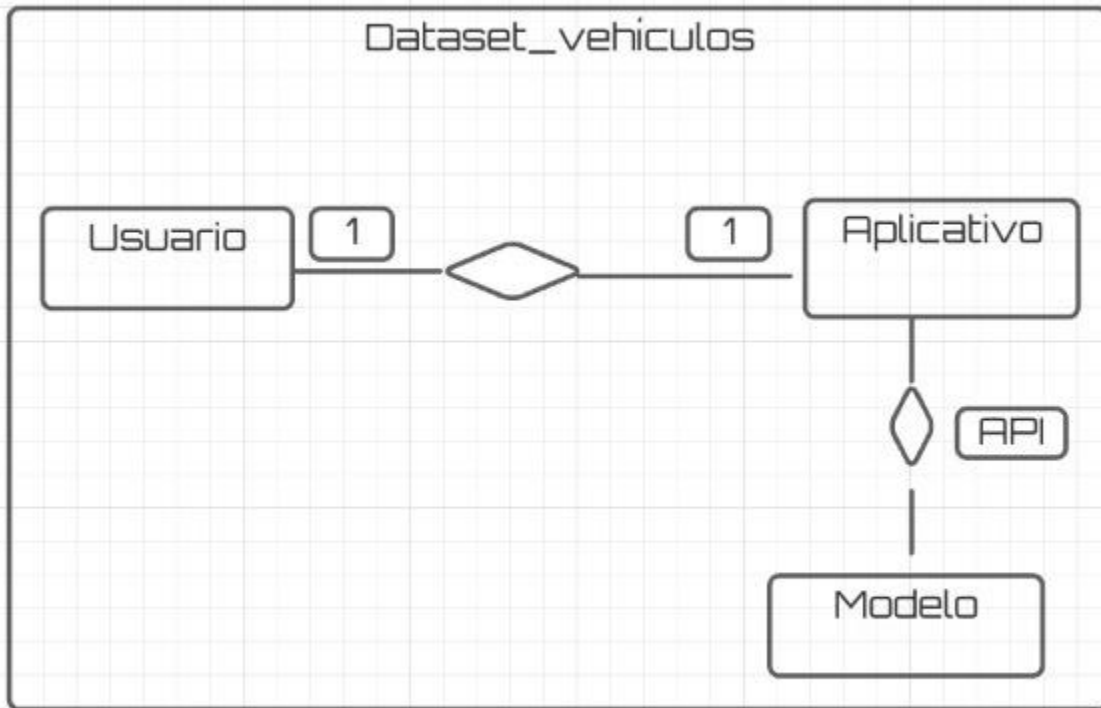 Dataset_vehiculos
Usuario
1
1
Aplicativo
API
Modelo